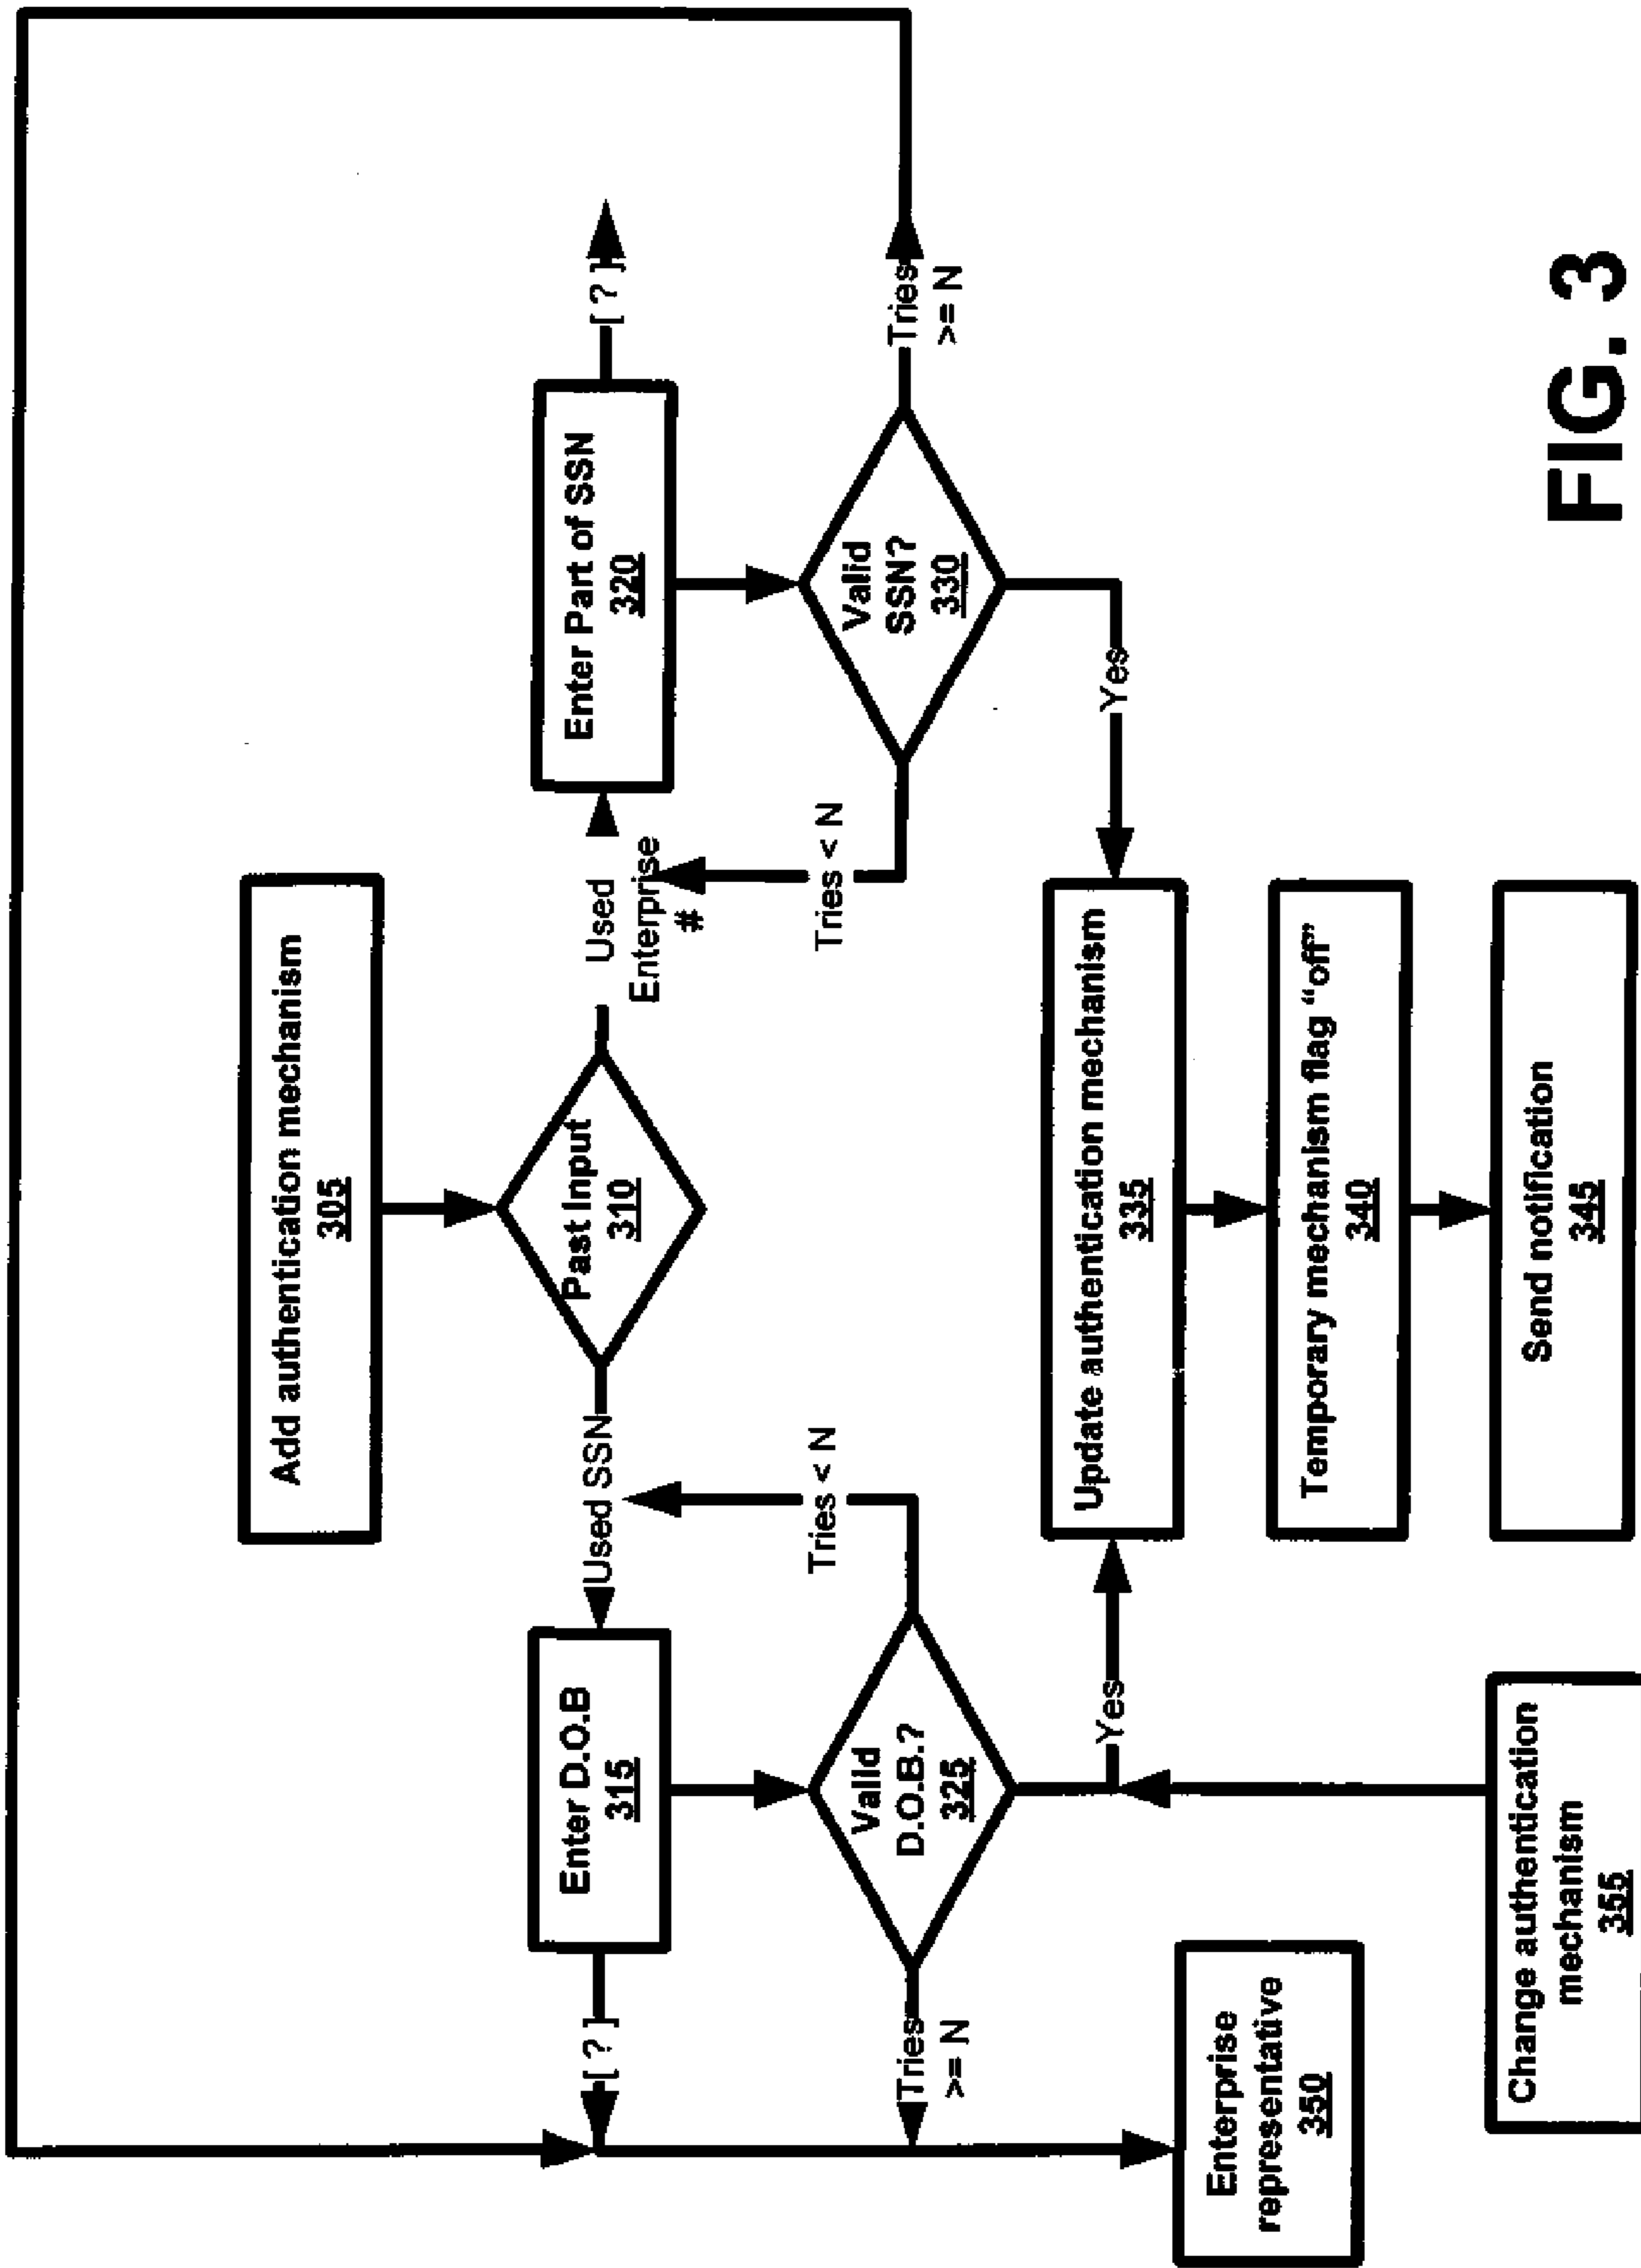 Add authentication mechanism
305
Past Input
310
Used SSN
Used
Enterprise
#
Enter D.O.B
315
[ ? ]
Enter Part of SSN
320
[ ? ]
Tries < N
Tries < N
Valid
D.O.B.?
325
Tries
>= N
Valid
SSN?
330
Tries
>= N
Yes
Yes
Update authentication mechanism
335
Enterprise
representative
350
Temporary mechanism flag “off”
340
Change authentication
mechanism
355
Send notification
345
FIG. 3